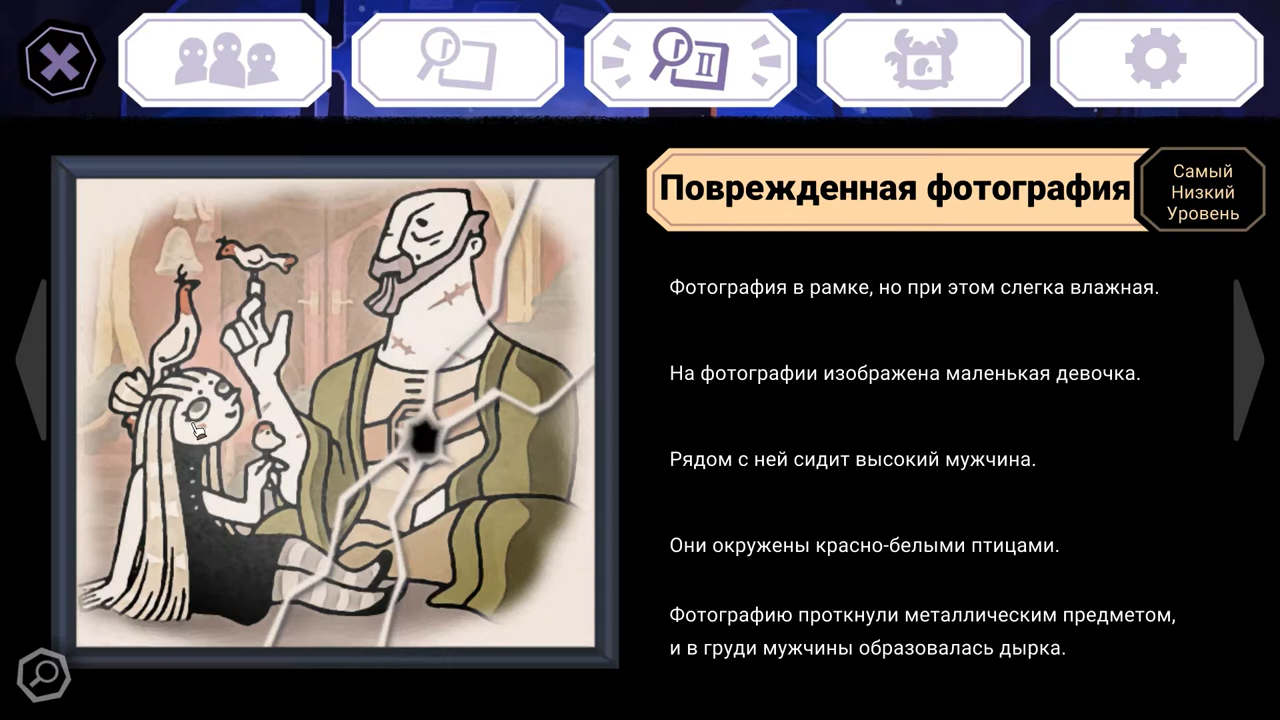 II
Поврежденная фотография
Самый
Низкий
Уровень
Фотография в рамке, но при этом слегка влажная.
На фотографии изображена маленькая девочка.
Рядом с ней сидит высокий мужчина.
Они окружены красно-белыми птицами.
Фотографию проткнули металлическим предметом,
и в груди мужчины образовалась дырка.